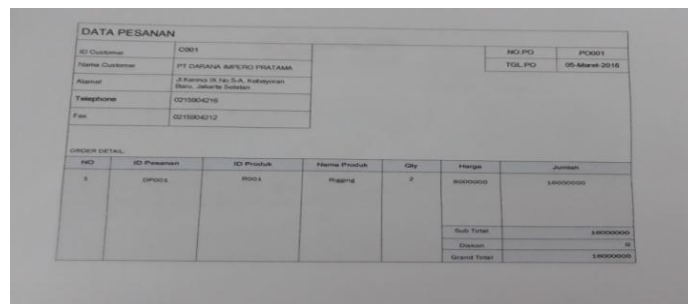 DATA PESANAN
ID Customer C001 NO.PO PO001
Nama Customer PT DARANA IMPERO PRATAMA TGL.PO 05-Maret-2016
Alamat Jl No 5-A, Kebayoran
Baru, Jakarta Selatan
Telephone 0215904216
Fax 0215904212
ORDER DETAIL:
NO ID Pesanan ID Produk Nama Produk Qty Harga Jumlah
1 DP001 R001 Rigging 2 8000000 16000000
Sub Total 16000000
Diskon 0
Grand Total 16000000